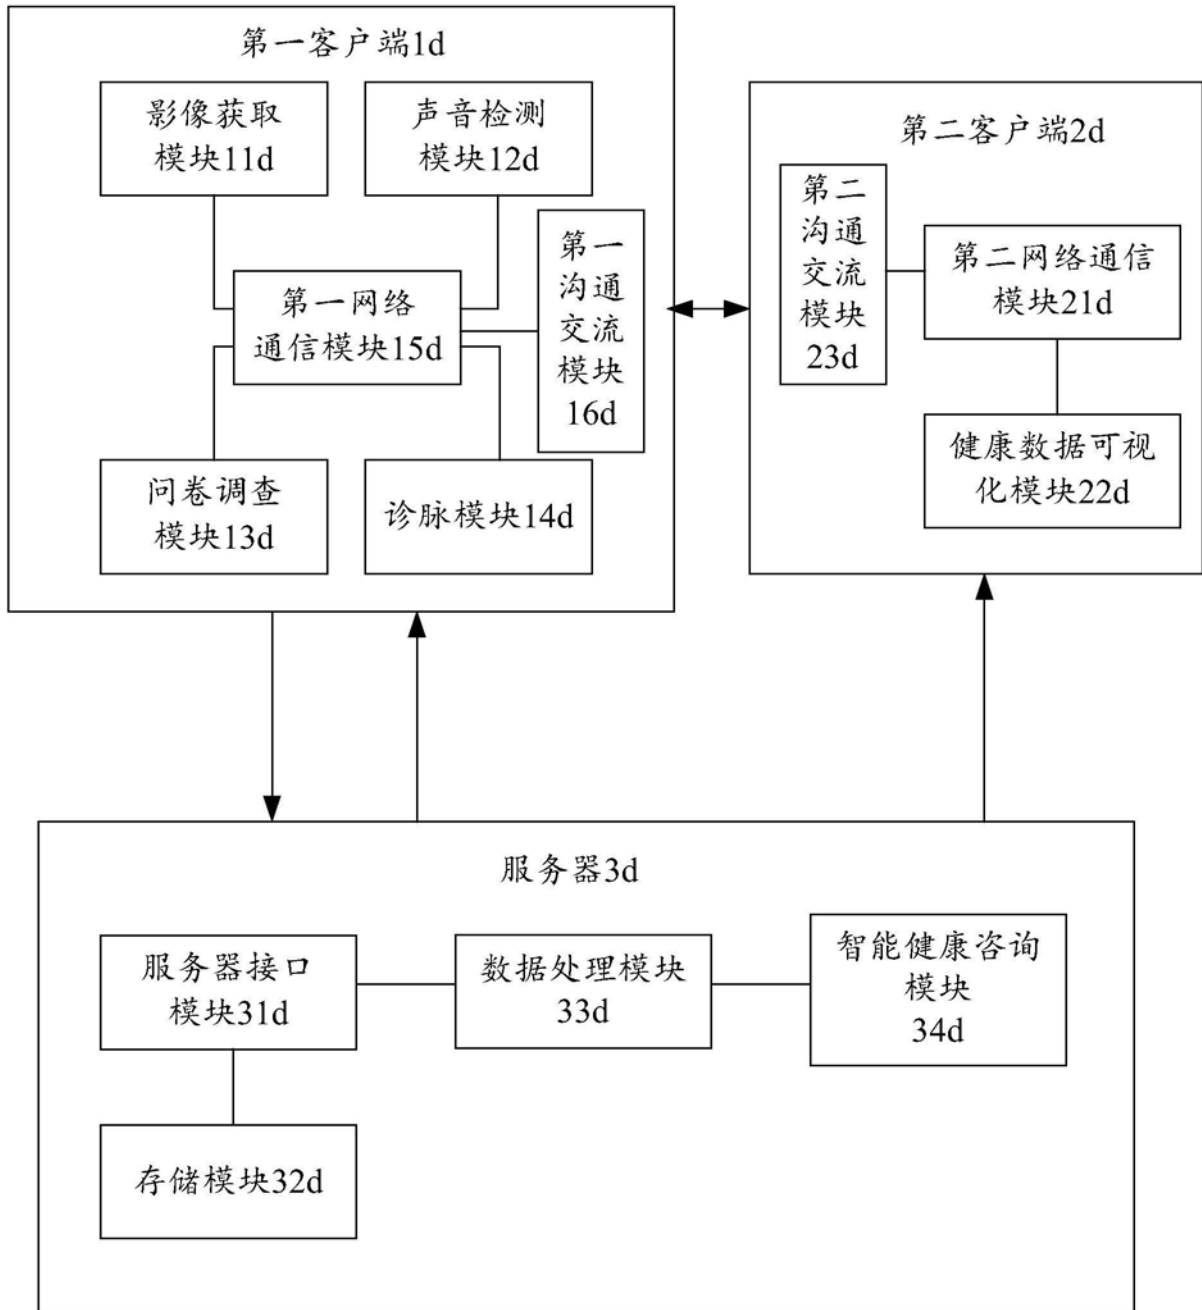 第一客户端1d
影像获取
模块11d
声音检测
模块12d
第一
沟通
交流
模块
16d
第一网络
通信模块15d
问卷调查
模块13d
诊脉模块14d
第二客户端2d
第二
沟通
交流
模块
23d
第二网络通信
模块21d
健康数据可视
化模块22d
服务器3d
服务器接口
模块31d
数据处理模块
33d
智能健康咨询
模块
34d
存储模块32d